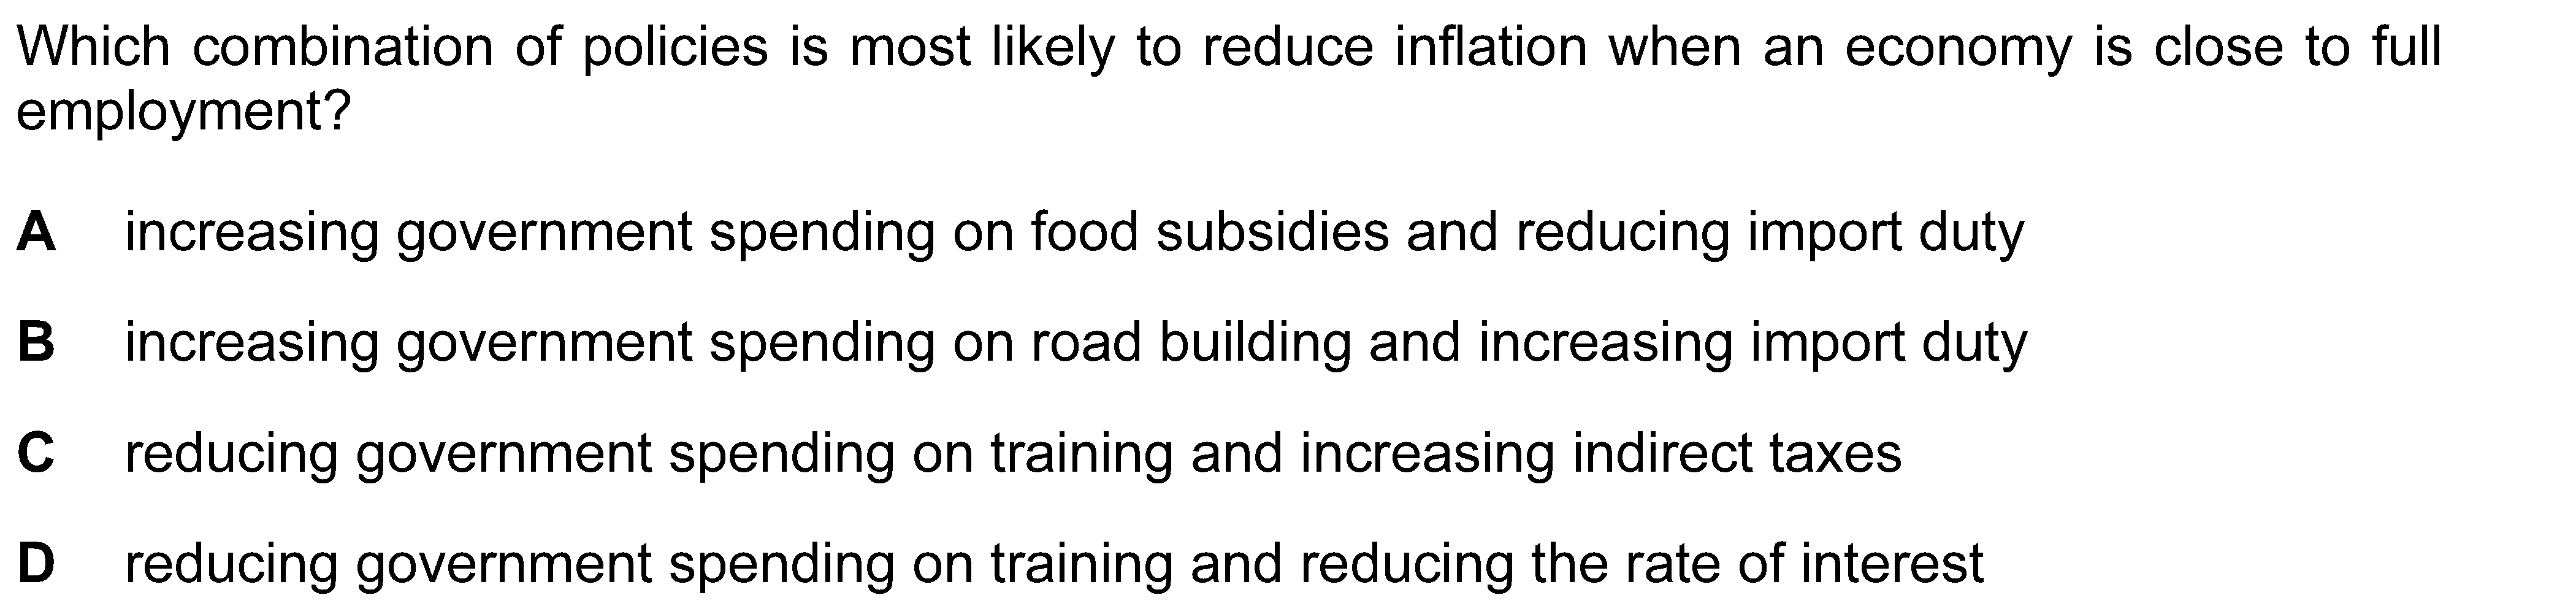 Which combination of policies is most likely to reduce inflation when an economy is close to full
employment?
A increasing government spending on food subsidies and reducing import duty
B increasing government spending on road building and increasing import duty
C reducing government spending on training and increasing indirect taxes
D reducing government spending on training and reducing the rate of interest